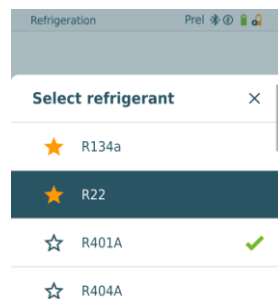 Refrigeration Prel
Select refrigerant
R134a
R22
R401A
R404A